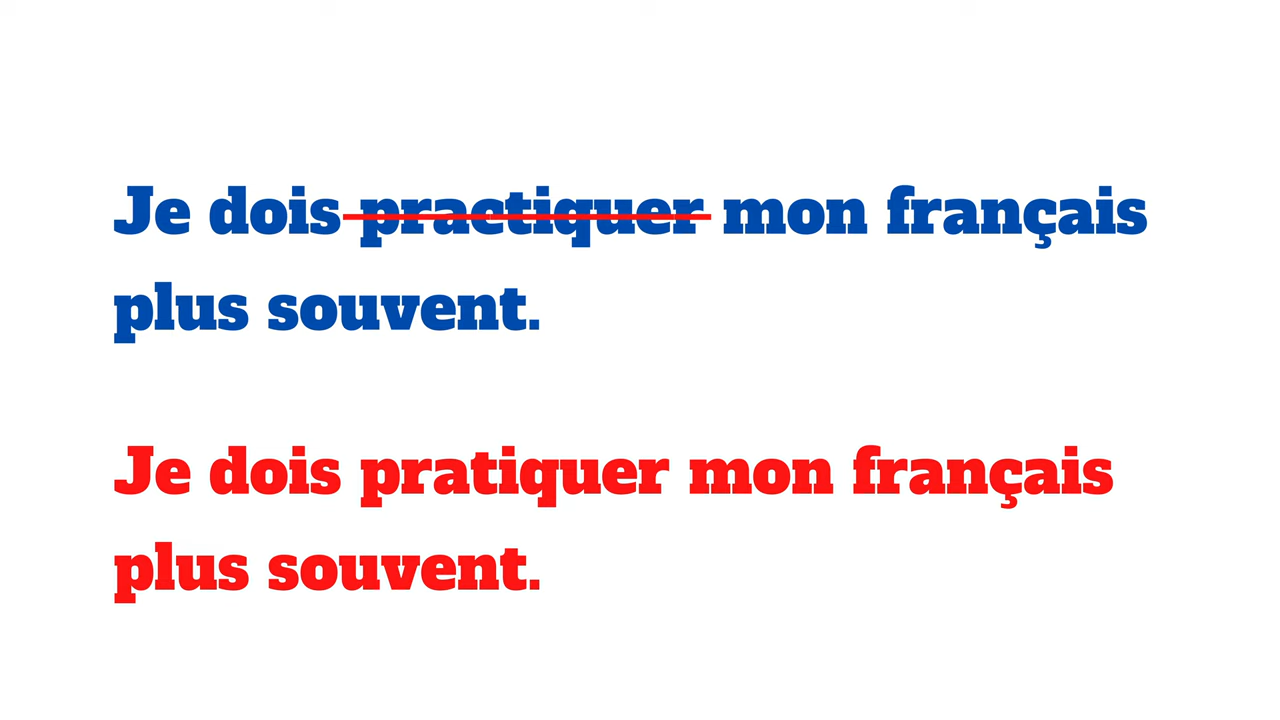 Je dois practiquer mon français
plus souvent.
Je dois pratiquer mon français
plus souvent.